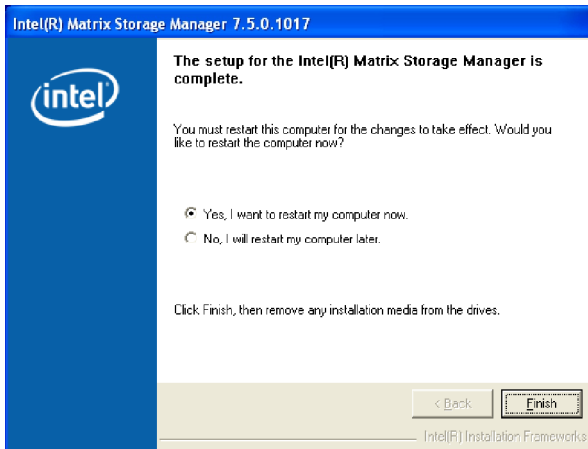 Intel(R) Matrix Storage Manager 7.5.0.1017
intel
The setup for the Intel(R) Matrix Storage Manager is
complete.
You must restart this computer for the changes to take effect. Would you
like to restart the computer now?
Yes, I want to restart my computer now.
No, I will restart my computer later.
Click Finish, then remove any installation media from the drives.
< Back
Finish
Intel(R) Installation Frameworks